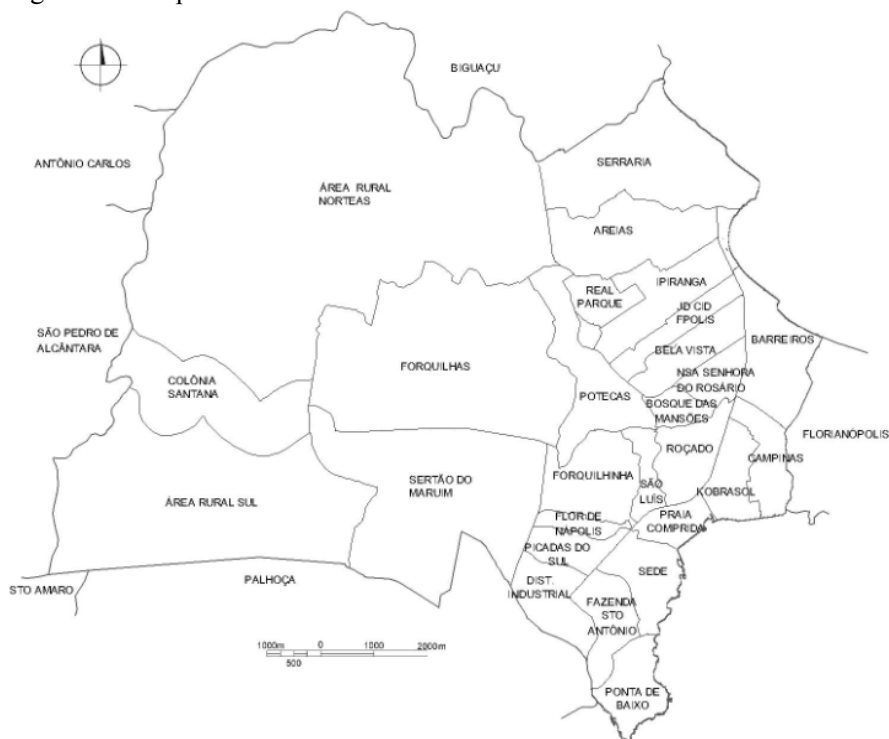 BIGUAÇU
ANTÔNIO CARLOS
SERRARIA
ÁREA RURAL
NORTEAS
AREIAS
IPIRANGA
REAL
PARQUE
JD CID
FPOLIS
SÃO PEDRO DE
ALCÂNTARA
BARREIROS
BELA VISTA
FORQUILHAS
NSA SENHORA
DO ROSÁRIO
COLÔNIA
SANTANA
POTECAS
BOSQUE DAS
MANSÕES
FLORIANÓPOLIS
ROÇADO
CAMPINAS
FORQUILHINHA
SERTÃO DO
MARUIM
SÃO
LUÍS
KOBRASOL
ÁREA RURAL SUL
FLOR DE
NÁPOLIS
PRAIA
COMPRIDA
PICADAS DO
SUL
SEDE
STO AMARO
PALHOÇA
DIST.
INDUSTRIAL
FAZENDA
STO
ANTÔNIO
1000m 0 1000 2000m
500
PONTA DE
BAIXO